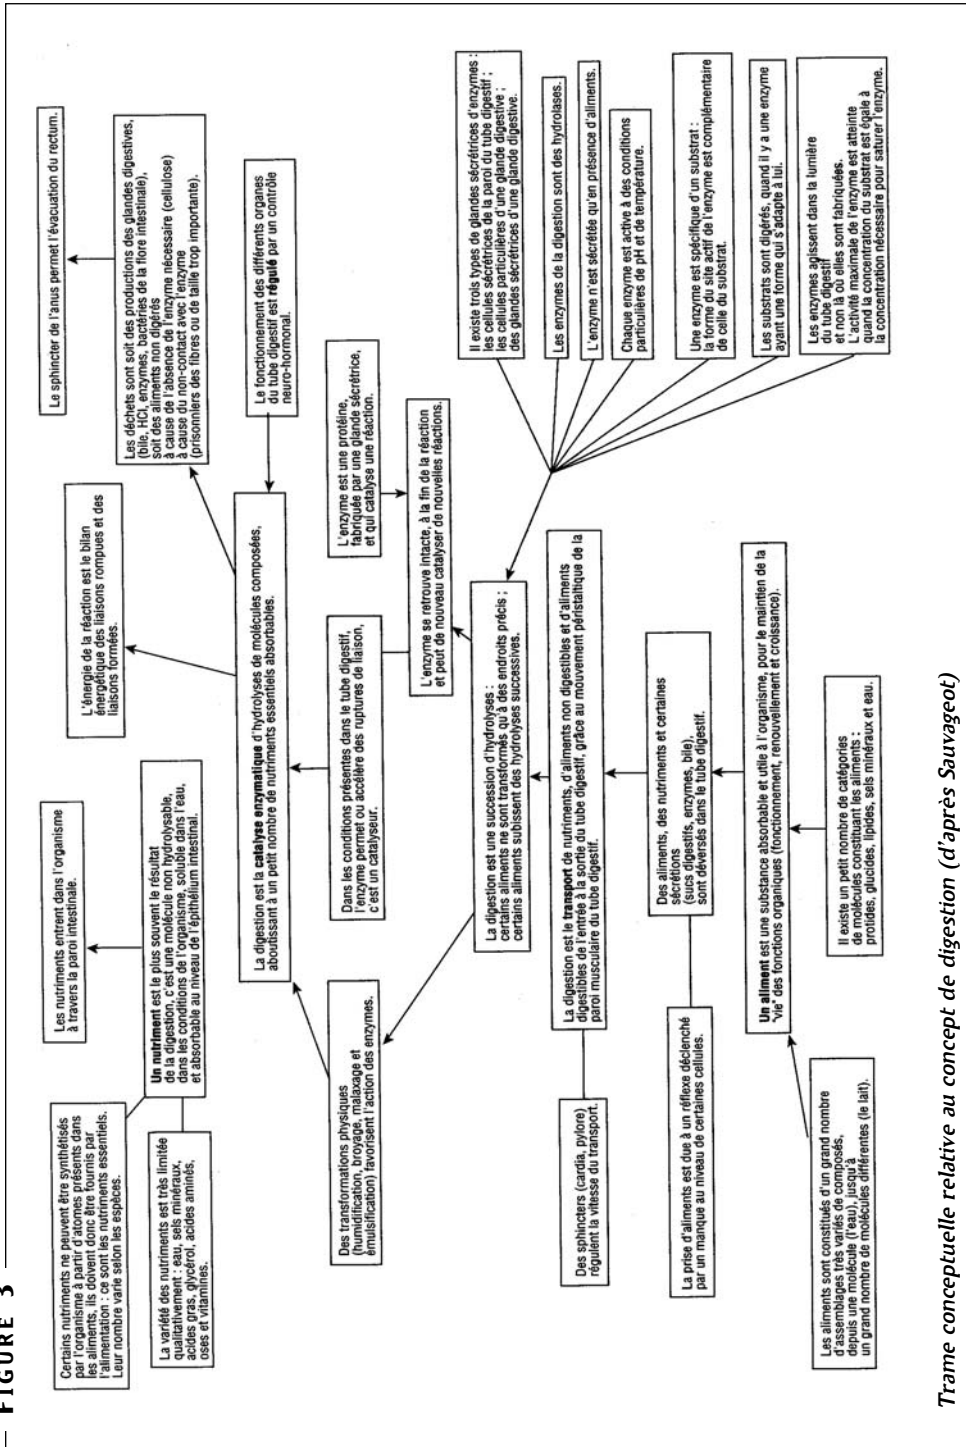 FIGURE 3
Le sphincter de l'anus permet l'évacuation du rectum.
Les déchets sont soit des productions des glandes digestives,
(bile, HCl, enzymes, bactéries de la flore intestinale),
soit des aliments non digérés
à cause de l'absence de l'enzyme nécessaire (cellulose)
à cause du non-contact avec l'enzyme
(prisonniers des fibres ou de taille trop importante).
L'énergie de la réaction est le bilan
énergétique des liaisons rompues et des
liaisons formées.
Les nutriments entrent dans l'organisme
à travers la paroi intestinale.
Un nutriment est le plus souvent le résultat
de la digestion, c'est une molécule non hydrolysable,
dans les conditions de l'organisme, soluble dans l'eau,
et absorbable au niveau de l'épithélium intestinal.
Certains nutriments ne peuvent être synthétisés
par l'organisme à partir d'atomes présents dans
les aliments, ils doivent donc être fournis par
l'alimentation : ce sont les nutriments essentiels.
Leur nombre varie selon les espèces.
La variété des nutriments est très limitée
qualitativement : eau, sels minéraux,
acides gras, glycérol, acides aminés,
oses et vitamines.
Le fonctionnement des différents organes
du tube digestif est régulé par un contrôle
neuro-hormonal.
La digestion est la catalyse enzymatique d'hydrolyses de molécules composées,
aboutissant à un petit nombre de nutriments essentiels absorbables.
L'enzyme est une protéine,
fabriquée par une glande sécrétrice,
et qui catalyse une réaction.
Dans les conditions présentes dans le tube digestif,
l'enzyme permet ou accélère des ruptures de liaison,
c'est un catalyseur.
Des transformations physiques
(humidification, broyage, malaxage et
émulsification) favorisent l'action des enzymes.
L'enzyme se retrouve intacte, à la fin de la réaction
et peut de nouveau catalyser de nouvelles réactions.
La digestion est une succession d'hydrolyses :
certains aliments ne sont transformés qu'à des endroits précis ;
certains aliments subissent des hydrolyses successives.
Il existe trois types de glandes sécrétrices d'enzymes :
les cellules sécrétrices de la paroi du tube digestif ;
les cellules particulières d'une glande digestive ;
des glandes sécrétrices d'une glande digestive.
Les enzymes de la digestion sont des hydrolases.
L'enzyme n'est sécrétée qu'en présence d'aliments.
Chaque enzyme est active à des conditions
particulières de pH et de température.
Une enzyme est spécifique d'un substrat :
la forme du site actif de l'enzyme est complémentaire
de celle du substrat.
Les substrats sont digérés, quand il y a une enzyme
ayant une forme qui s'adapte à lui.
Les enzymes agissent dans la lumière
du tube digestif
et non là où elles sont fabriquées.
L'activité maximale de l'enzyme est atteinte
quand la concentration du substrat est égale à
la concentration nécessaire pour saturer l'enzyme.
La digestion est le transport de nutriments, d'aliments non digestibles et d'aliments
digestibles de l'entrée à la sortie du tube digestif, grâce au mouvement péristaltique de la
paroi musculaire du tube digestif.
Des sphincters (cardia, pylore)
régulent la vitesse du transport.
Des aliments, des nutriments et certaines
sécrétions
(sucs digestifs, enzymes, bile),
sont déversés dans le tube digestif.
La prise d'aliments est due à un réflexe déclenché
par un manque au niveau de certaines cellules.
Un aliment est une substance absorbable et utile à l'organisme, pour le maintien de la
"vie" des fonctions organiques (fonctionnement, renouvellement et croissance).
Il existe un petit nombre de catégories
de molécules constituant les aliments :
protides, glucides, lipides, sels minéraux et eau.
Les aliments sont constitués d'un grand nombre
d'assemblages très variés de composés,
depuis une molécule (l'eau), jusqu'à
un grand nombre de molécules différentes (le lait).
Trame conceptuelle relative au concept de digestion (d'après Sauvageot)